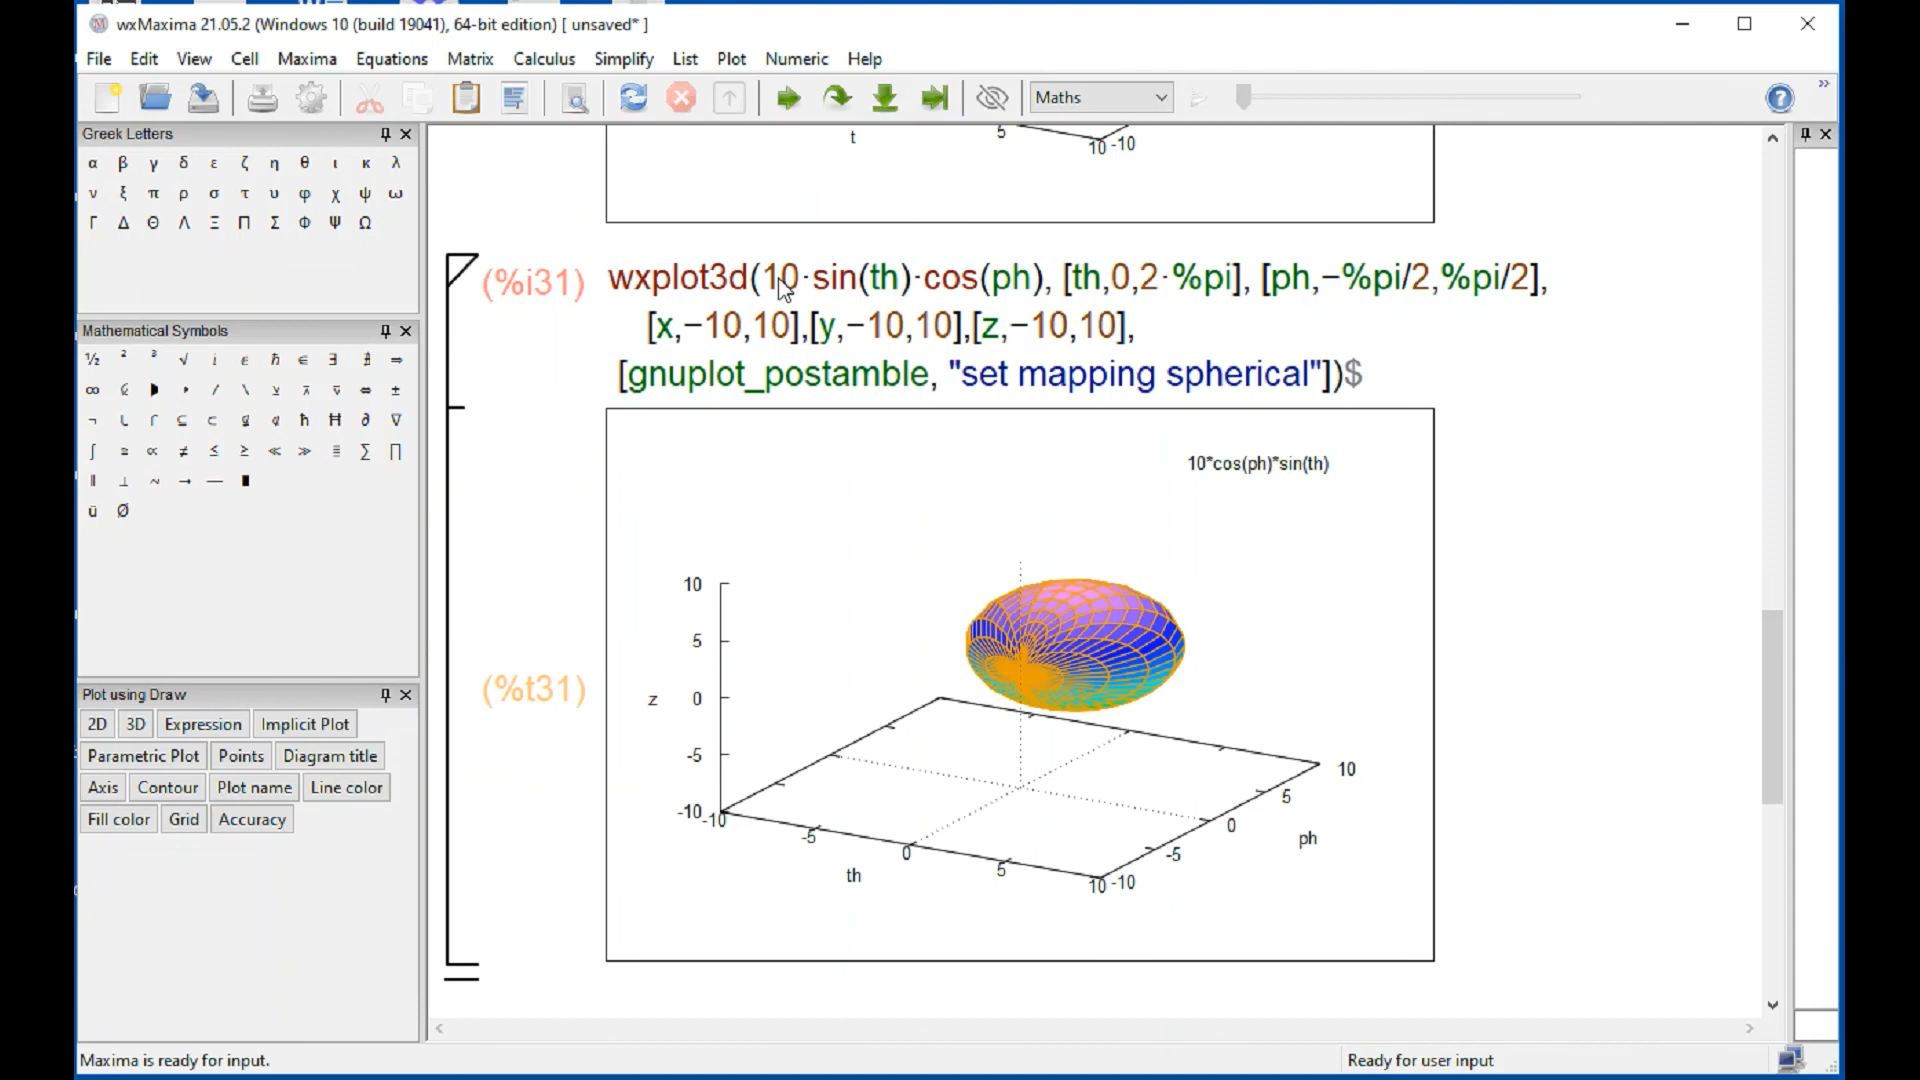 wxMaxima 21.05.2 (Windows 10 (build 19041), 64-bit edition) [ unsaved* ]
File Edit View Cell Maxima Equations Matrix Calculus Simplify List Plot Numeric Help
Maths
Greek Letters
α β γ δ ε ζ η θ ι κ λ
ν ξ π ρ σ τ υ φ χ ψ ω
Γ Δ Θ Λ Ξ Π Σ Φ Ψ Ω
Mathematical Symbols
½ ² ³ √ i e ħ ∈ ∃ ∄ ⇒
∞
∂ ∇
∫ ≅ ∝ ≠ ≤ ≥ ≪ ≫ ≣ ∑ ∏
∥ ⊥ ~ → — ∎
ü Ø
Plot using Draw
2D 3D Expression Implicit Plot
Parametric Plot Points Diagram title
Axis Contour Plot name Line color
Fill color Grid Accuracy
t
5
10 -10
(%i31) wxplot3d(10·sin(th)·cos(ph), [th,0,2·%pi], [ph,−%pi/2,%pi/2],
[x,−10,10],[y,−10,10],[z,−10,10],
[gnuplot_postamble, "set mapping spherical"])$
10*cos(ph)*sin(th)
10
5
(%t31)
z 0
-5
-10
-10
-5
0
5
10
th
-10
-5
0
5
10
ph
Maxima is ready for input.
Ready for user input